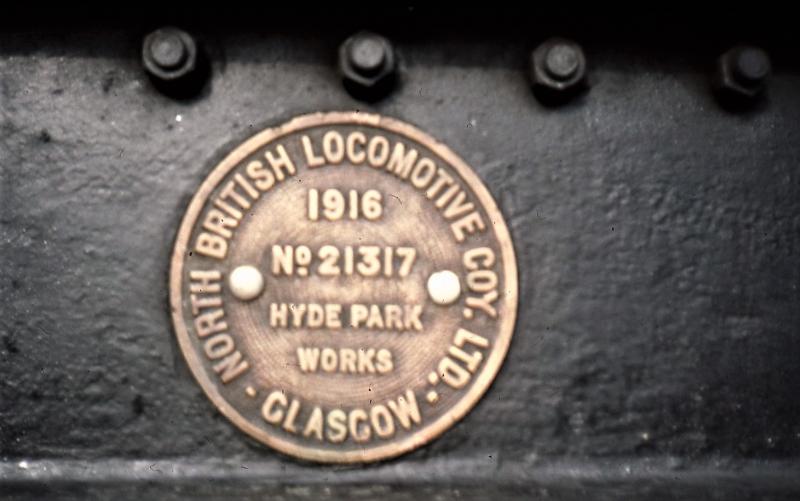 NORTH BRITISH LOCOMOTIVE COY. LTD.
1916
Nº 21317
HYDE PARK
WORKS
- GLASGOW -